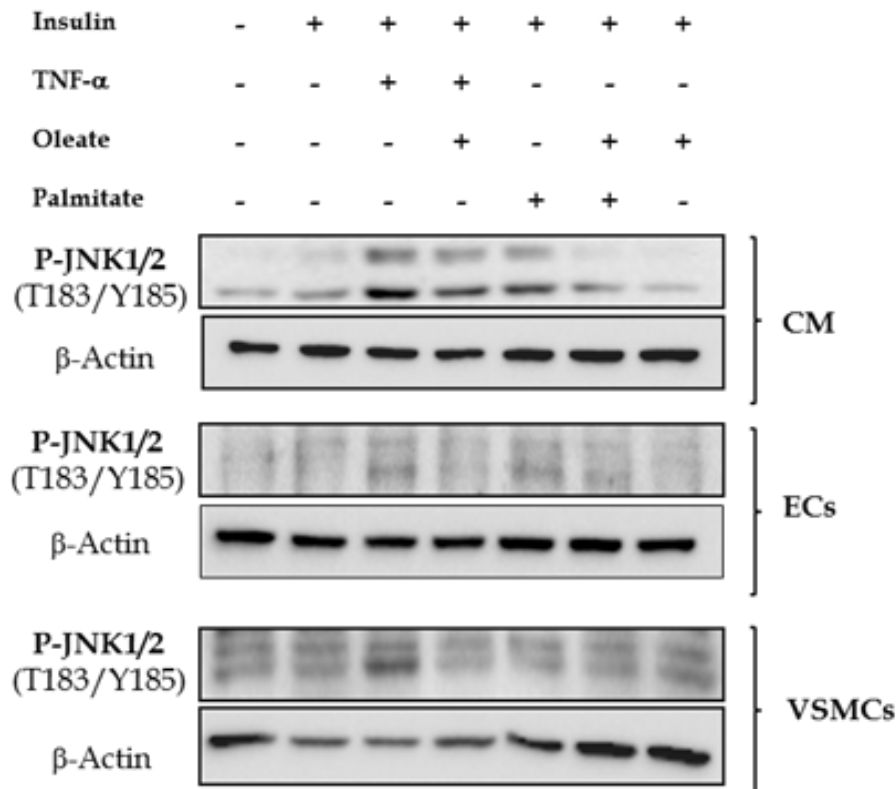 Insulin - + + + + + +
TNF-α - - + + - - -
Oleate - - - + - + +
Palmitate - - - - + + -
P-JNK1/2
(T183/Y185)
CM
β-Actin
P-JNK1/2
(T183/Y185)
ECs
β-Actin
P-JNK1/2
(T183/Y185)
VSMCs
β-Actin